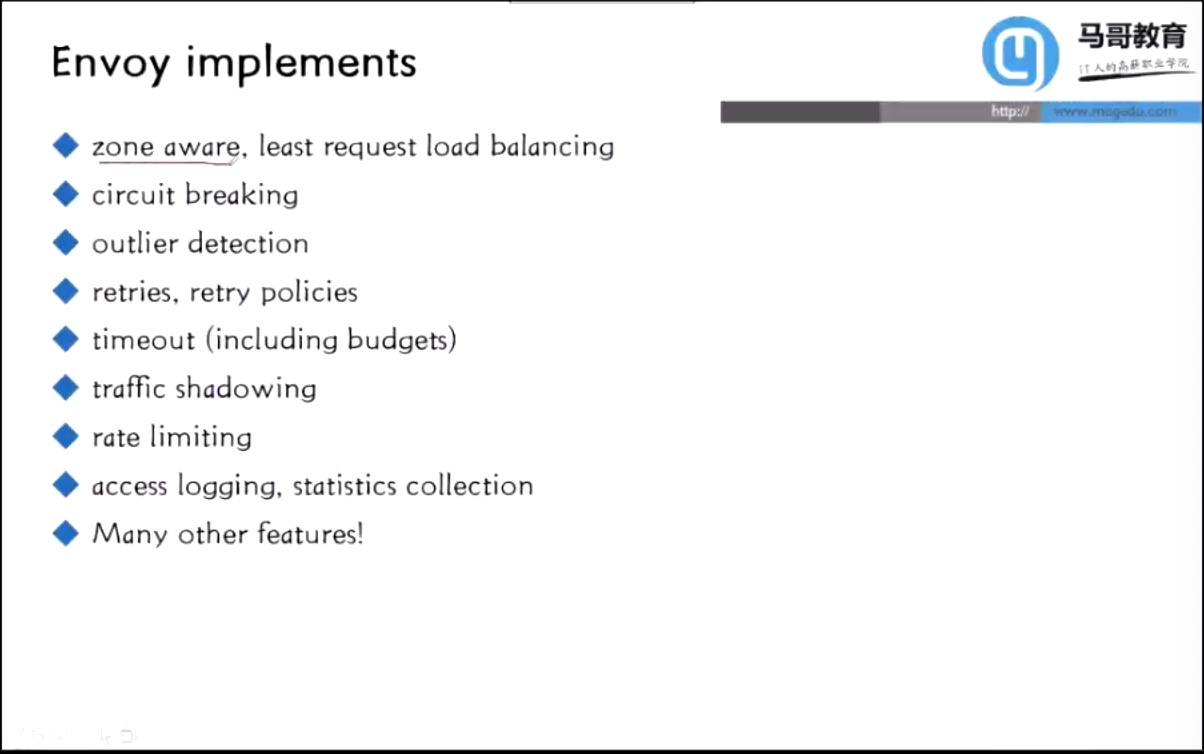 Envoy implements
马哥教育
IT人的高薪职业学院
http:// www.magedu.com
zone aware, least request load balancing
circuit breaking
outlier detection
retries, retry policies
timeout (including budgets)
traffic shadowing
rate limiting
access logging, statistics collection
Many other features!